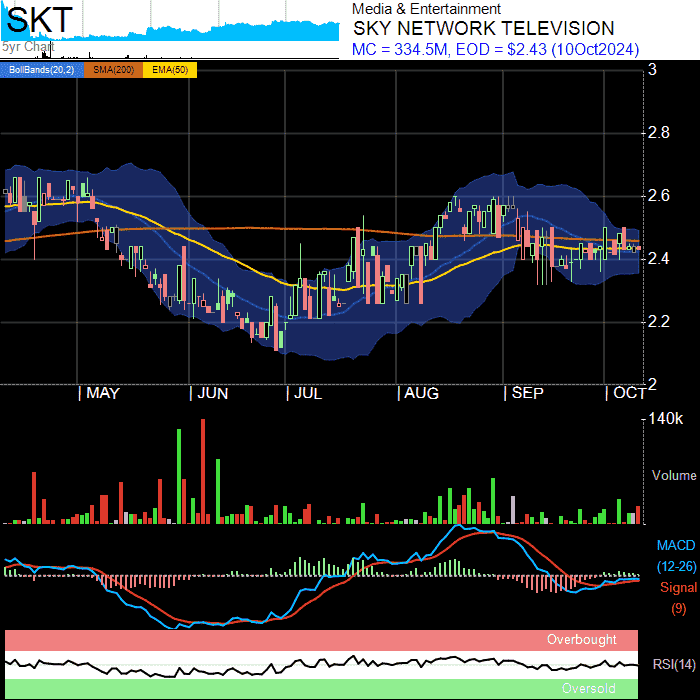 SKT
5yr Chart
Media & Entertainment
SKY NETWORK TELEVISION
MC = 334.5M, EOD = $2.43 (10Oct2024)
BollBands(20,2) SMA(200) EMA(50)
3
2.8
2.6
2.4
2.2
2
| MAY | JUN | JUL | AUG | SEP | OCT
140k
Volume
MACD
(12-26)
Signal
(9)
Overbought
RSI(14)
Oversold